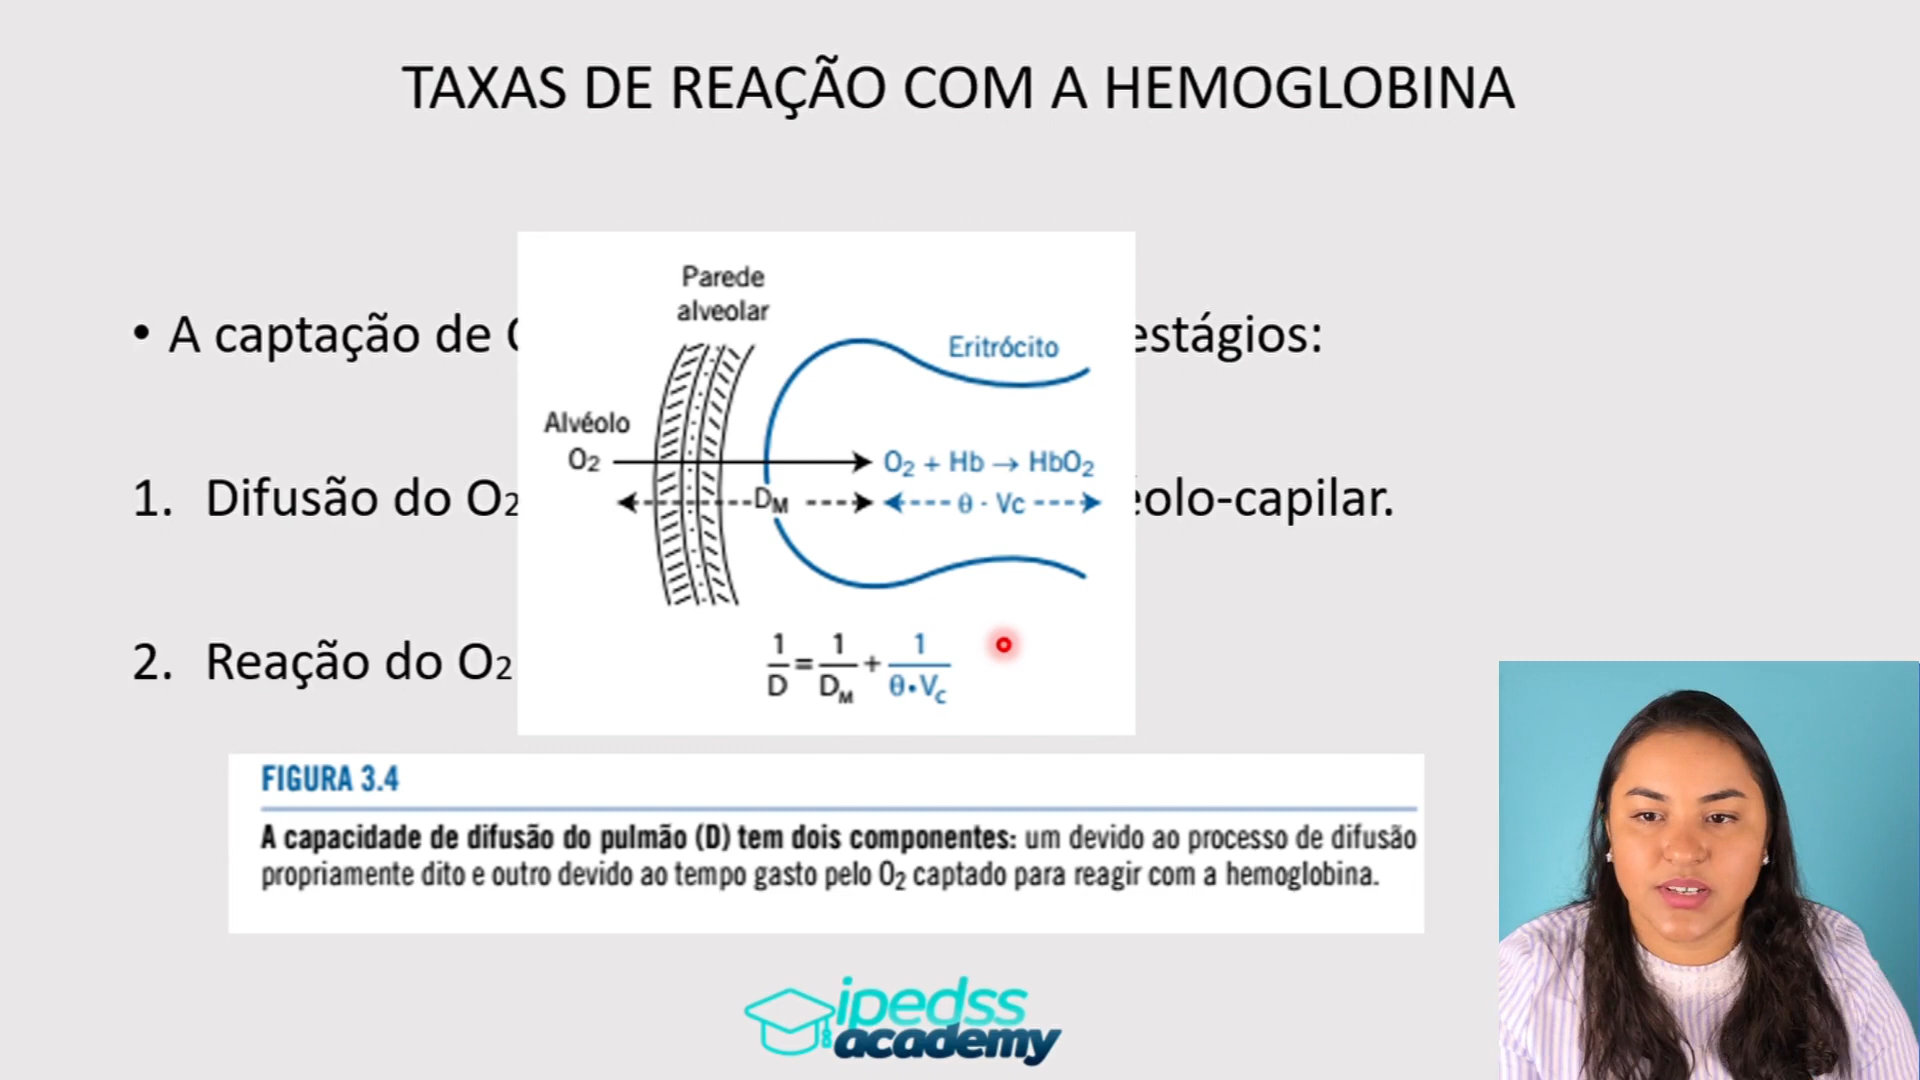 TAXAS DE REAÇÃO COM A HEMOGLOBINA
• A captação de
estágios:
1. Difusão do O2
olo-capilar.
2. Reação do O2
Parede
alveolar
Eritrócito
Alvéolo
O2
O2 + Hb → HbO2
DM
θ · Vc
1/D = 1/DM + 1/θ•Vc
FIGURA 3.4
A capacidade de difusão do pulmão (D) tem dois componentes: um devido ao processo de difusão
propriamente dito e outro devido ao tempo gasto pelo O2 captado para reagir com a hemoglobina.
ipedss
academy